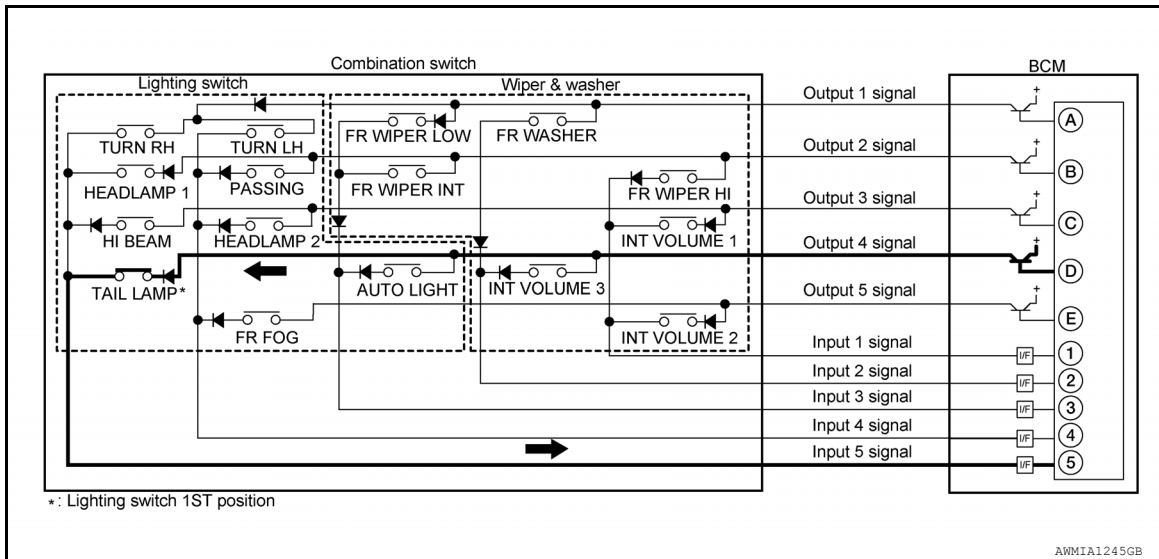 Combination switch
BCM
Lighting switch
Wiper & washer
Output 1 signal
A
TURN RH
TURN LH
FR WIPER LOW
FR WASHER
Output 2 signal
B
HEADLAMP 1
PASSING
FR WIPER INT
FR WIPER HI
Output 3 signal
C
HI BEAM
HEADLAMP 2
INT VOLUME 1
Output 4 signal
D
TAIL LAMP*
AUTO LIGHT
INT VOLUME 3
Output 5 signal
E
FR FOG
INT VOLUME 2
Input 1 signal
I/F
1
Input 2 signal
I/F
2
Input 3 signal
I/F
3
Input 4 signal
I/F
4
Input 5 signal
I/F
5
*: Lighting switch 1ST position
AWMIA1245GB